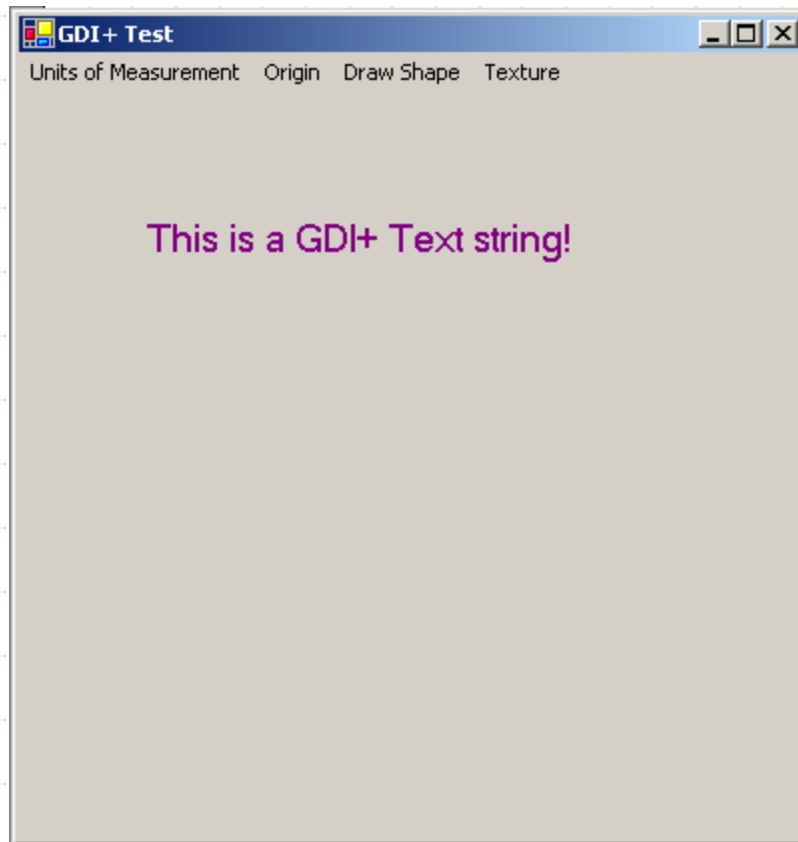 GDI+ Test
Units of Measurement Origin Draw Shape Texture
This is a GDI+ Text string!